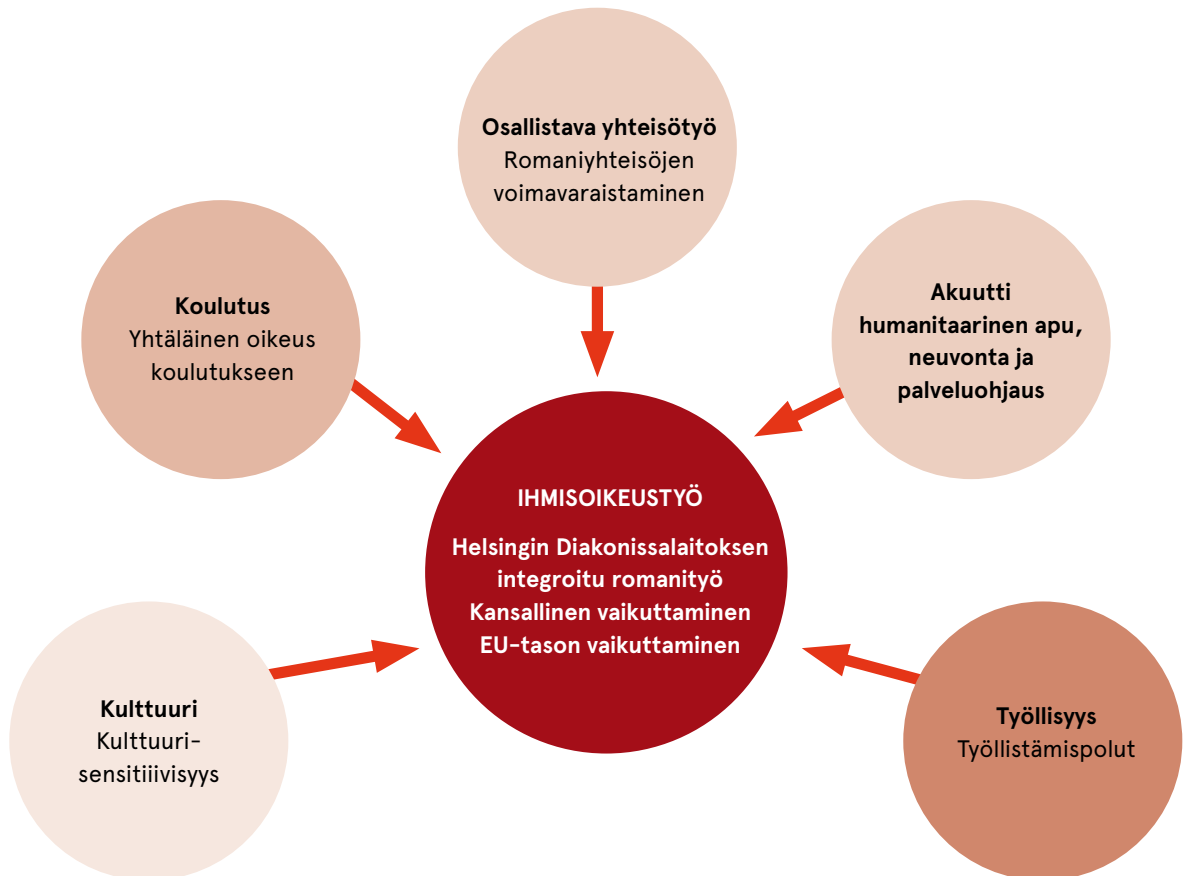 Osallistava yhteisötyö
Romaniyhteisöjen
voimavaraistaminen
Koulutus
Yhtäläinen oikeus
koulutukseen
Akuutti
humanitaarinen apu,
neuvonta ja
palveluohjaus
IHMISOIKEUSTYÖ
Helsingin Diakonissalaitoksen
integroitu romanityö
Kansallinen vaikuttaminen
EU-tason vaikuttaminen
Kulttuuri
Kulttuuri-
sensitiiivisyys
Työllisyys
Työllistämispolut